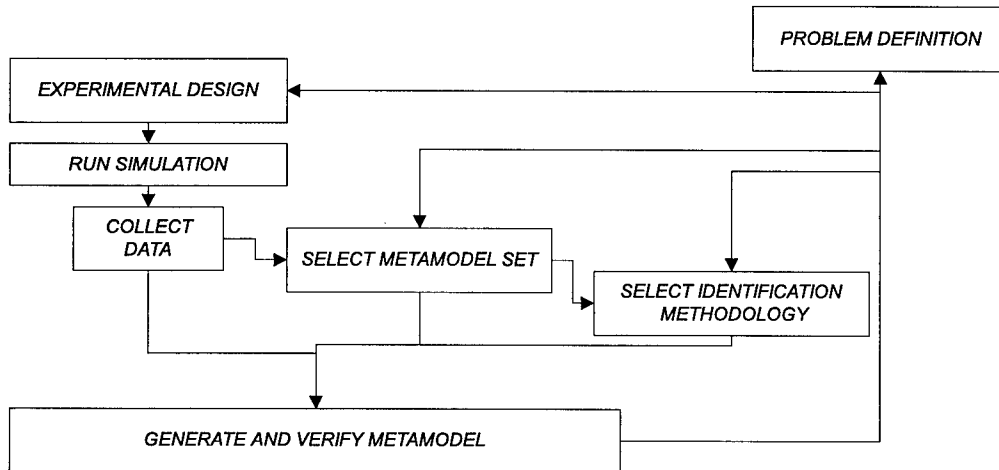 PROBLEM DEFINITION
EXPERIMENTAL DESIGN
RUN SIMULATION
COLLECT
DATA
SELECT METAMODEL SET
SELECT IDENTIFICATION
METHODOLOGY
GENERATE AND VERIFY METAMODEL